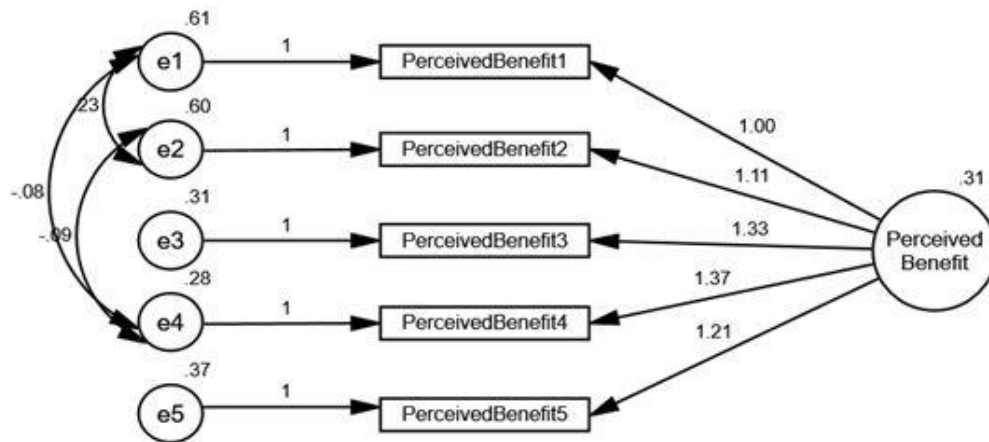 .61
e1
1
PerceivedBenefit1
1.00
.23
.60
e2
1
PerceivedBenefit2
1.11
.31
Perceived
Benefit
-.08
-.09
.31
e3
1
PerceivedBenefit3
1.33
.28
e4
1
PerceivedBenefit4
1.37
.37
e5
1
PerceivedBenefit5
1.21